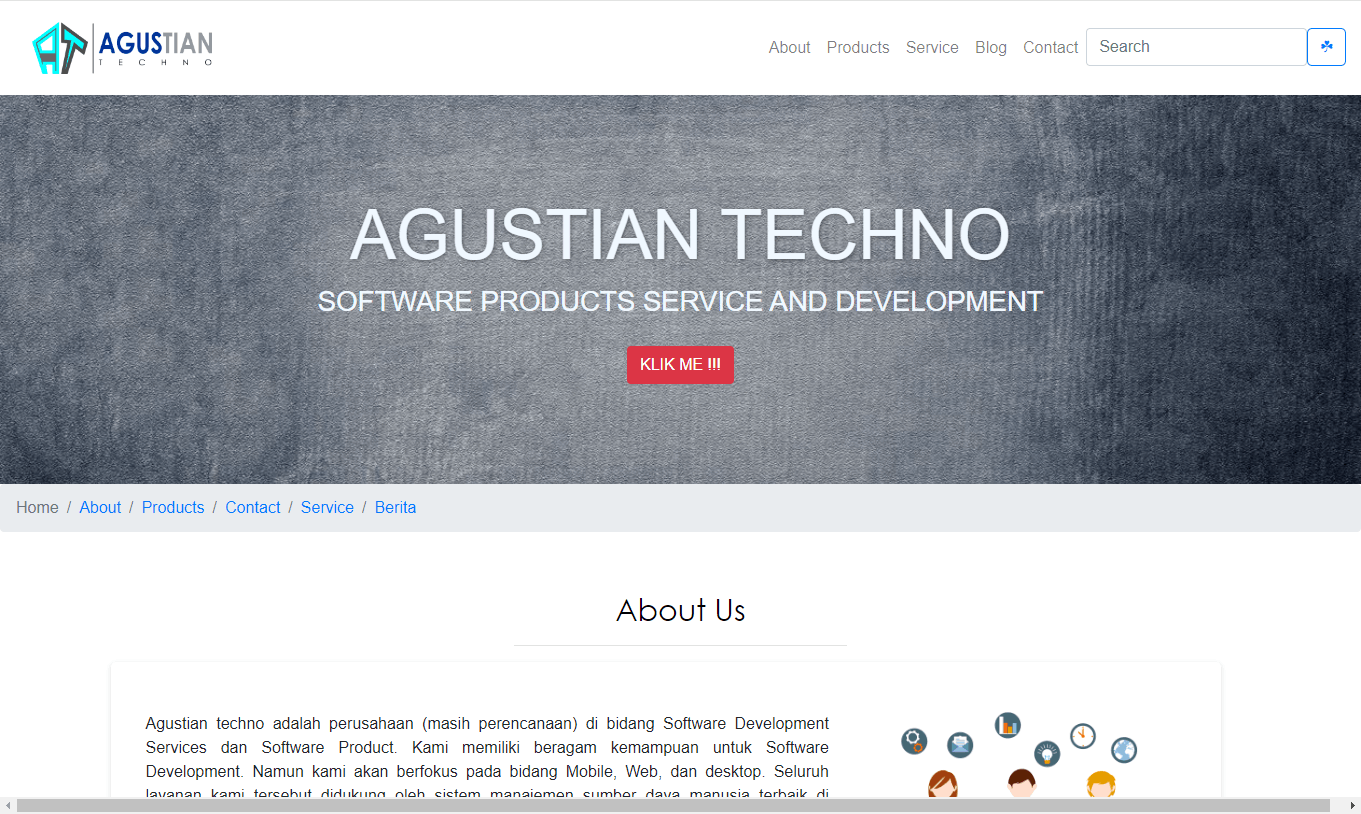 AGUSTIAN
TECHNO
About Products Service Blog Contact Search
AGUSTIAN TECHNO
SOFTWARE PRODUCTS SERVICE AND DEVELOPMENT
KLIK ME !!!
Home / About / Products / Contact / Service / Berita
About Us
Agustian techno adalah perusahaan (masih perencanaan) di bidang Software Development
Services dan Software Product. Kami memiliki beragam kemampuan untuk Software
Development. Namun kami akan berfokus pada bidang Mobile, Web, dan desktop. Seluruh
layanan kami tersebut didukung oleh sistem manajemen sumber daya manusia terbaik di